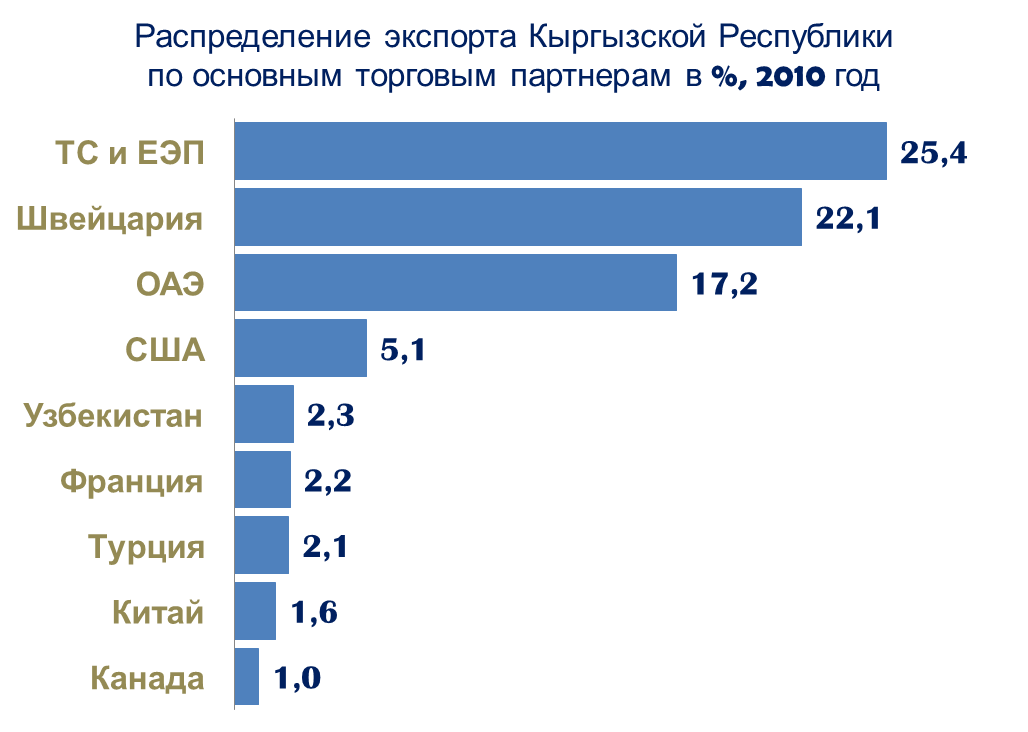 Распределение экспорта Кыргызской Республики
по основным торговым партнерам в %, 2010 год
ТС и ЕЭП 25,4
Швейцария 22,1
ОАЭ 17,2
США 5,1
Узбекистан 2,3
Франция 2,2
Турция 2,1
Китай 1,6
Канада 1,0